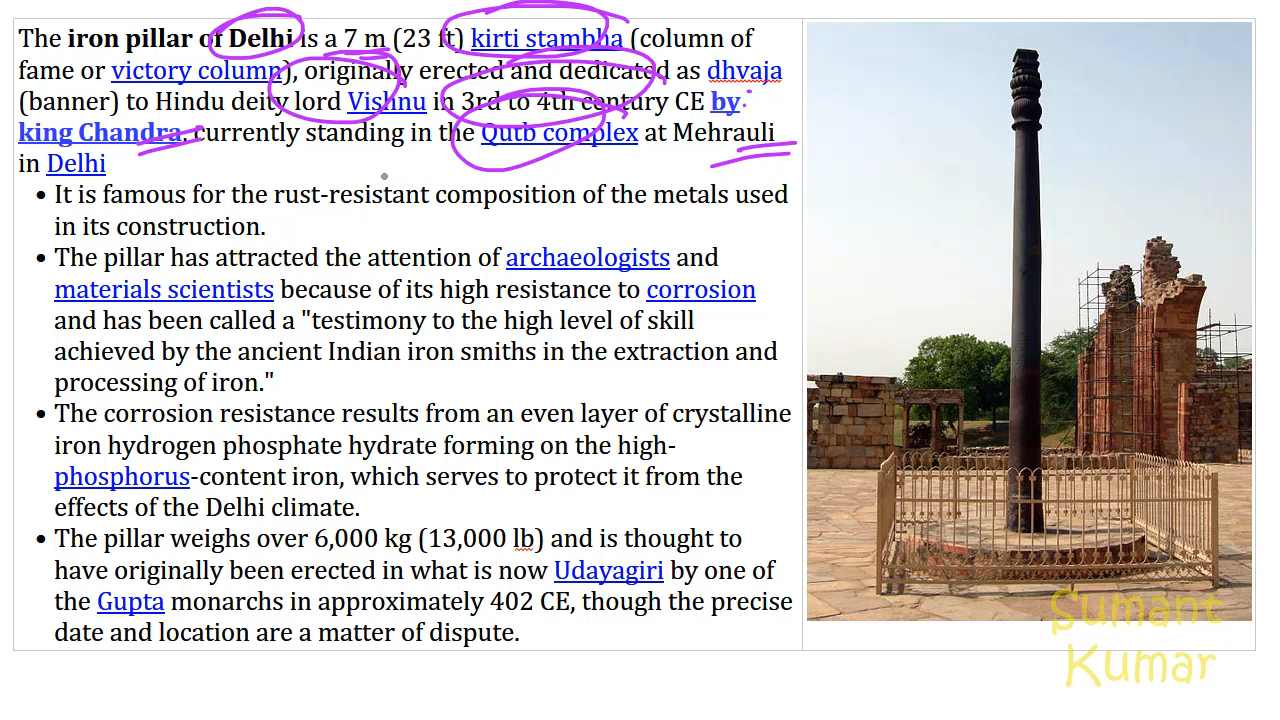 The iron pillar of Delhi is a 7 m (23 ft) kirti stambha (column of
fame or victory column), originally erected and dedicated as dhvaja
(banner) to Hindu deity lord Vishnu in 3rd to 4th century CE by
king Chandra, currently standing in the Qutb complex at Mehrauli
in Delhi
• It is famous for the rust-resistant composition of the metals used
in its construction.
• The pillar has attracted the attention of archaeologists and
materials scientists because of its high resistance to corrosion
and has been called a "testimony to the high level of skill
achieved by the ancient Indian iron smiths in the extraction and
processing of iron."
• The corrosion resistance results from an even layer of crystalline
iron hydrogen phosphate hydrate forming on the high-
phosphorus-content iron, which serves to protect it from the
effects of the Delhi climate.
• The pillar weighs over 6,000 kg (13,000 lb) and is thought to
have originally been erected in what is now Udayagiri by one of
the Gupta monarchs in approximately 402 CE, though the precise
date and location are a matter of dispute.
Sumant
Kumar